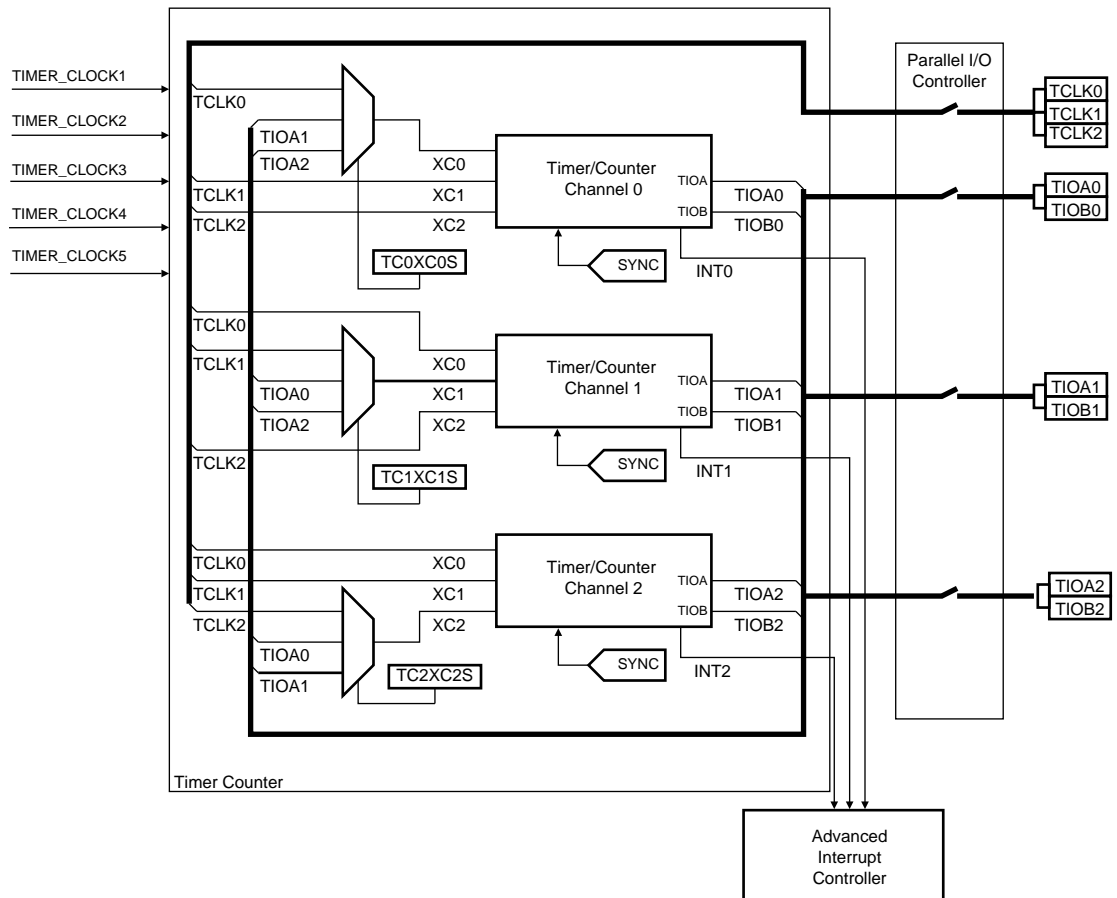 TIMER_CLOCK1
TIMER_CLOCK2
TIMER_CLOCK3
TIMER_CLOCK4
TIMER_CLOCK5
TCLK0
TIOA1
TIOA2
TCLK1
TCLK2
XC0
XC1
XC2
TC0XC0S
Timer/Counter
Channel 0
TIOA
TIOB
TIOA0
TIOB0
SYNC
INT0
TCLK0
TCLK1
TIOA0
TIOA2
TCLK2
XC0
XC1
XC2
TC1XC1S
Timer/Counter
Channel 1
TIOA
TIOB
TIOA1
TIOB1
SYNC
INT1
TCLK0
TCLK1
TCLK2
TIOA0
TIOA1
XC0
XC1
XC2
TC2XC2S
Timer/Counter
Channel 2
TIOA
TIOB
TIOA2
TIOB2
SYNC
INT2
Timer Counter
Parallel I/O
Controller
TCLK0
TCLK1
TCLK2
TIOA0
TIOB0
TIOA1
TIOB1
TIOA2
TIOB2
Advanced
Interrupt
Controller